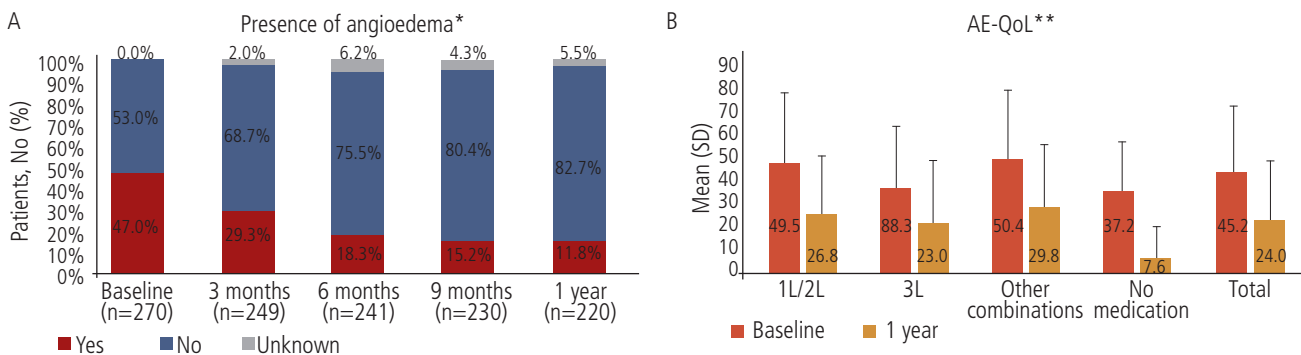 A
Presence of angioedema*
Patients, No (%)
100%
90%
80%
70%
60%
50%
40%
30%
20%
10%
0%
0.0%
2.0%
6.2%
4.3%
5.5%
53.0%
68.7%
75.5%
80.4%
82.7%
47.0%
29.3%
18.3%
15.2%
11.8%
Baseline
(n=270)
3 months
(n=249)
6 months
(n=241)
9 months
(n=230)
1 year
(n=220)
Yes
No
Unknown
B
AE-QoL**
Mean (SD)
90
80
70
60
50
40
30
20
10
0
49.5
26.8
88.3
23.0
50.4
29.8
37.2
7.6
45.2
24.0
1L/2L
3L
Other
combinations
No
medication
Total
Baseline
1 year